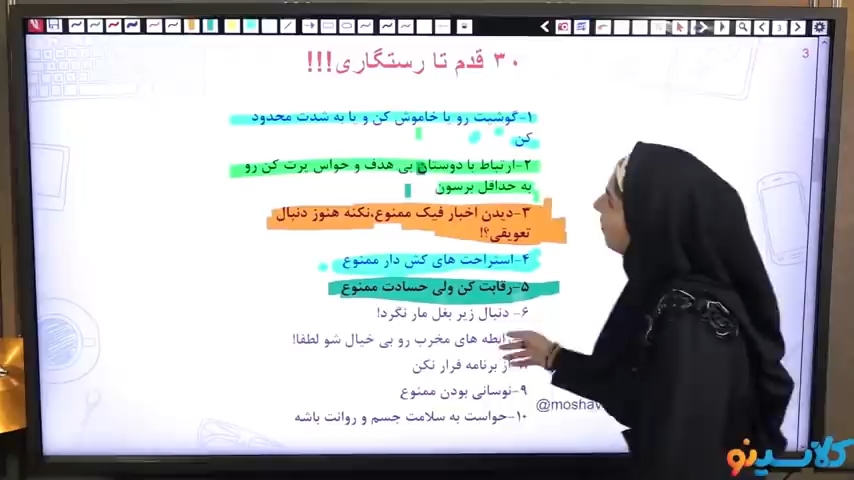 3
۳۰ قدم تا رستگاری!!!
۱-گوشیت رو یا خاموش کن و یا به شدت محدود
کن
۲-ارتباط با دوستان بی هدف و حواس پرت کن رو
به حداقل برسون
۳-دیدن اخبار فیک ممنوع،نکنه هنوز دنبال
تعویقی؟!
۴-استراحت های کش دار ممنوع
۵-رقابت کن ولی حسادت ممنوع
۶- دنبال زیر بغل مار نگرد!
رابطه های مخرب رو بی خیال شو لطفا!
از برنامه فرار نکن
۹-نوسانی بودن ممنوع
۱۰-حواست به سلامت جسم و روانت باشه
کلاسینو